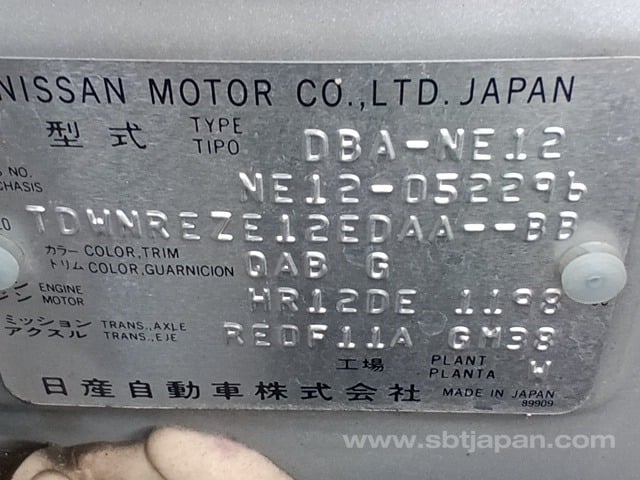 NISSAN MOTOR CO.,LTD. JAPAN
型式 TYPE TIPO DBA-NE12
NO. CHASIS NE12-052296
TDWNREZE12EDAA--BB
カラー COLOR,TRIM
トリム COLOR,GUARNICION QAB G
ENGINE MOTOR HR12DE 1198
ミッション TRANS.,AXLE
アクスル TRANS.,EJE RE0F11A GM38
工場 PLANT PLANTA W
日産自動車株式会社 MADE IN JAPAN
89909
www.sbtjapan.com